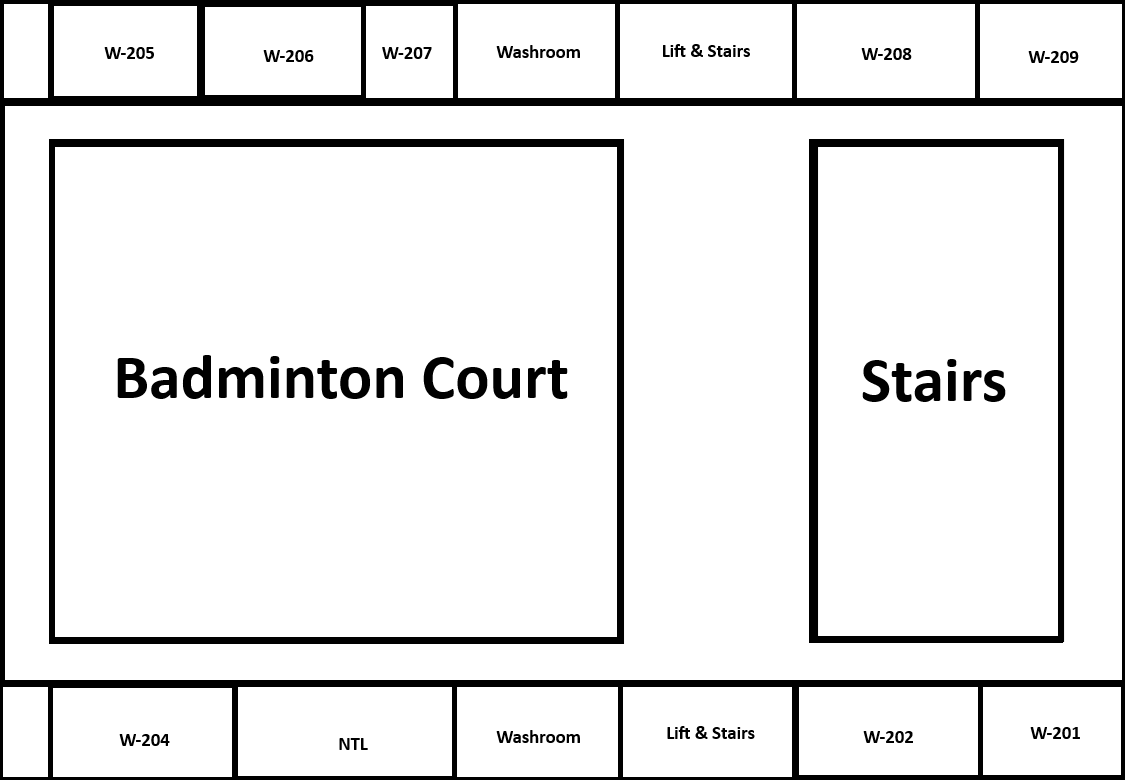 W-205
W-206
W-207
Washroom
Lift & Stairs
W-208
W-209
Badminton Court
Stairs
W-204
NTL
Washroom
Lift & Stairs
W-202
W-201